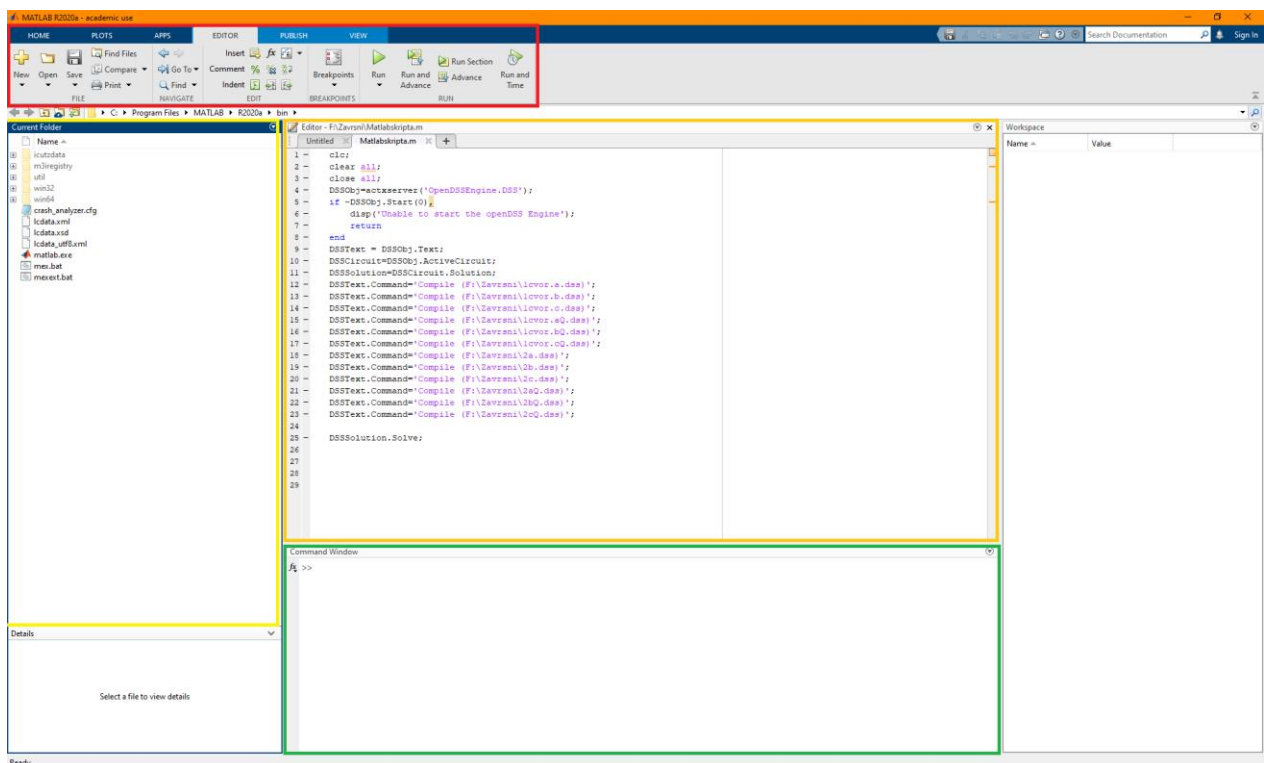 MATLAB R2020a - academic use
HOME PLOTS APPS EDITOR PUBLISH VIEW
Search Documentation
Sign In
New Open Save
Find Files
Compare
Print
FILE
Go To
Find
NAVIGATE
Insert fx
Comment %
Indent
EDIT
Breakpoints
BREAKPOINTS
Run
Run and Advance
Run Section
Advance
Run and Time
RUN
C: Program Files MATLAB R2020a bin
Current Folder
Name
icutzdata
m3iregistry
util
win32
win64
crash_analyzer.cfg
lcdata.xml
lcdata.xsd
lcdata_utf8.xml
matlab.exe
mex.bat
mexext.bat
Details
Select a file to view details
Editor - F:\Zavrsni\Matlabskripta.m
Untitled Matlabskripta.m +
1 - clc;
2 - clear all;
3 - close all;
4 - DSSObj=actxserver('OpenDSSEngine.DSS');
5 - if ~DSSObj.Start(0),
6 - disp('Unable to start the openDSS Engine');
7 - return
8 - end
9 - DSSText = DSSObj.Text;
10 - DSSCircuit=DSSObj.ActiveCircuit;
11 - DSSSolution=DSSCircuit.Solution;
12 - DSSText.Command='Compile (F:\Zavrsni\1cvor.a.dss)';
13 - DSSText.Command='Compile (F:\Zavrsni\1cvor.b.dss)';
14 - DSSText.Command='Compile (F:\Zavrsni\1cvor.c.dss)';
15 - DSSText.Command='Compile (F:\Zavrsni\1cvor.aQ.dss)';
16 - DSSText.Command='Compile (F:\Zavrsni\1cvor.bQ.dss)';
17 - DSSText.Command='Compile (F:\Zavrsni\1cvor.cQ.dss)';
18 - DSSText.Command='Compile (F:\Zavrsni\2a.dss)';
19 - DSSText.Command='Compile (F:\Zavrsni\2b.dss)';
20 - DSSText.Command='Compile (F:\Zavrsni\2c.dss)';
21 - DSSText.Command='Compile (F:\Zavrsni\2aQ.dss)';
22 - DSSText.Command='Compile (F:\Zavrsni\2bQ.dss)';
23 - DSSText.Command='Compile (F:\Zavrsni\2cQ.dss)';
24
25 - DSSSolution.Solve;
26
27
28
29
Command Window
fx >>
Workspace
Name Value
Ready